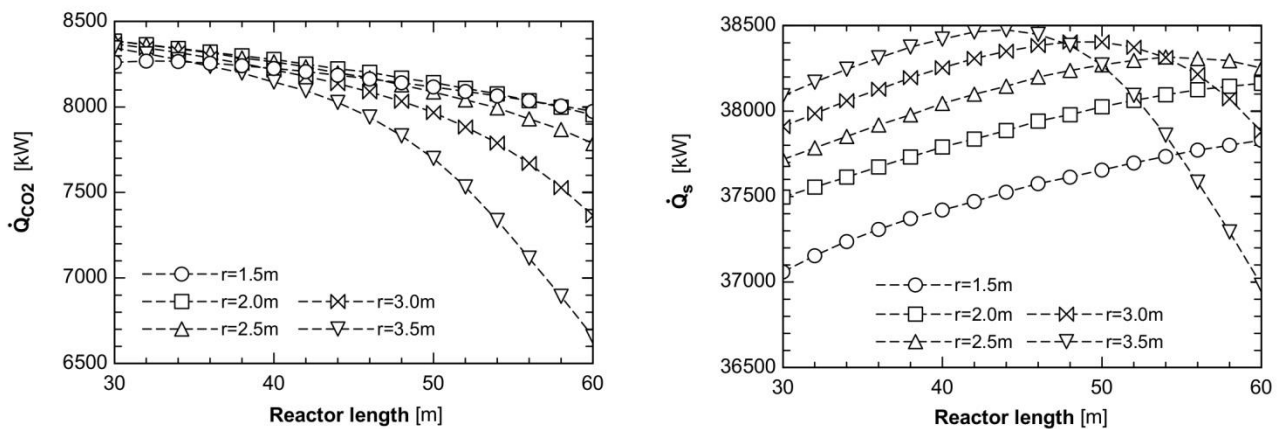 8500
8000
7500
7000
6500
Q̇CO2 [kW]
r=1.5m
r=2.0m
r=3.0m
r=2.5m
r=3.5m
30
40
50
60
Reactor length [m]
38500
38000
37500
37000
36500
Q̇s [kW]
r=1.5m
r=2.0m
r=3.0m
r=2.5m
r=3.5m
30
40
50
60
Reactor length [m]